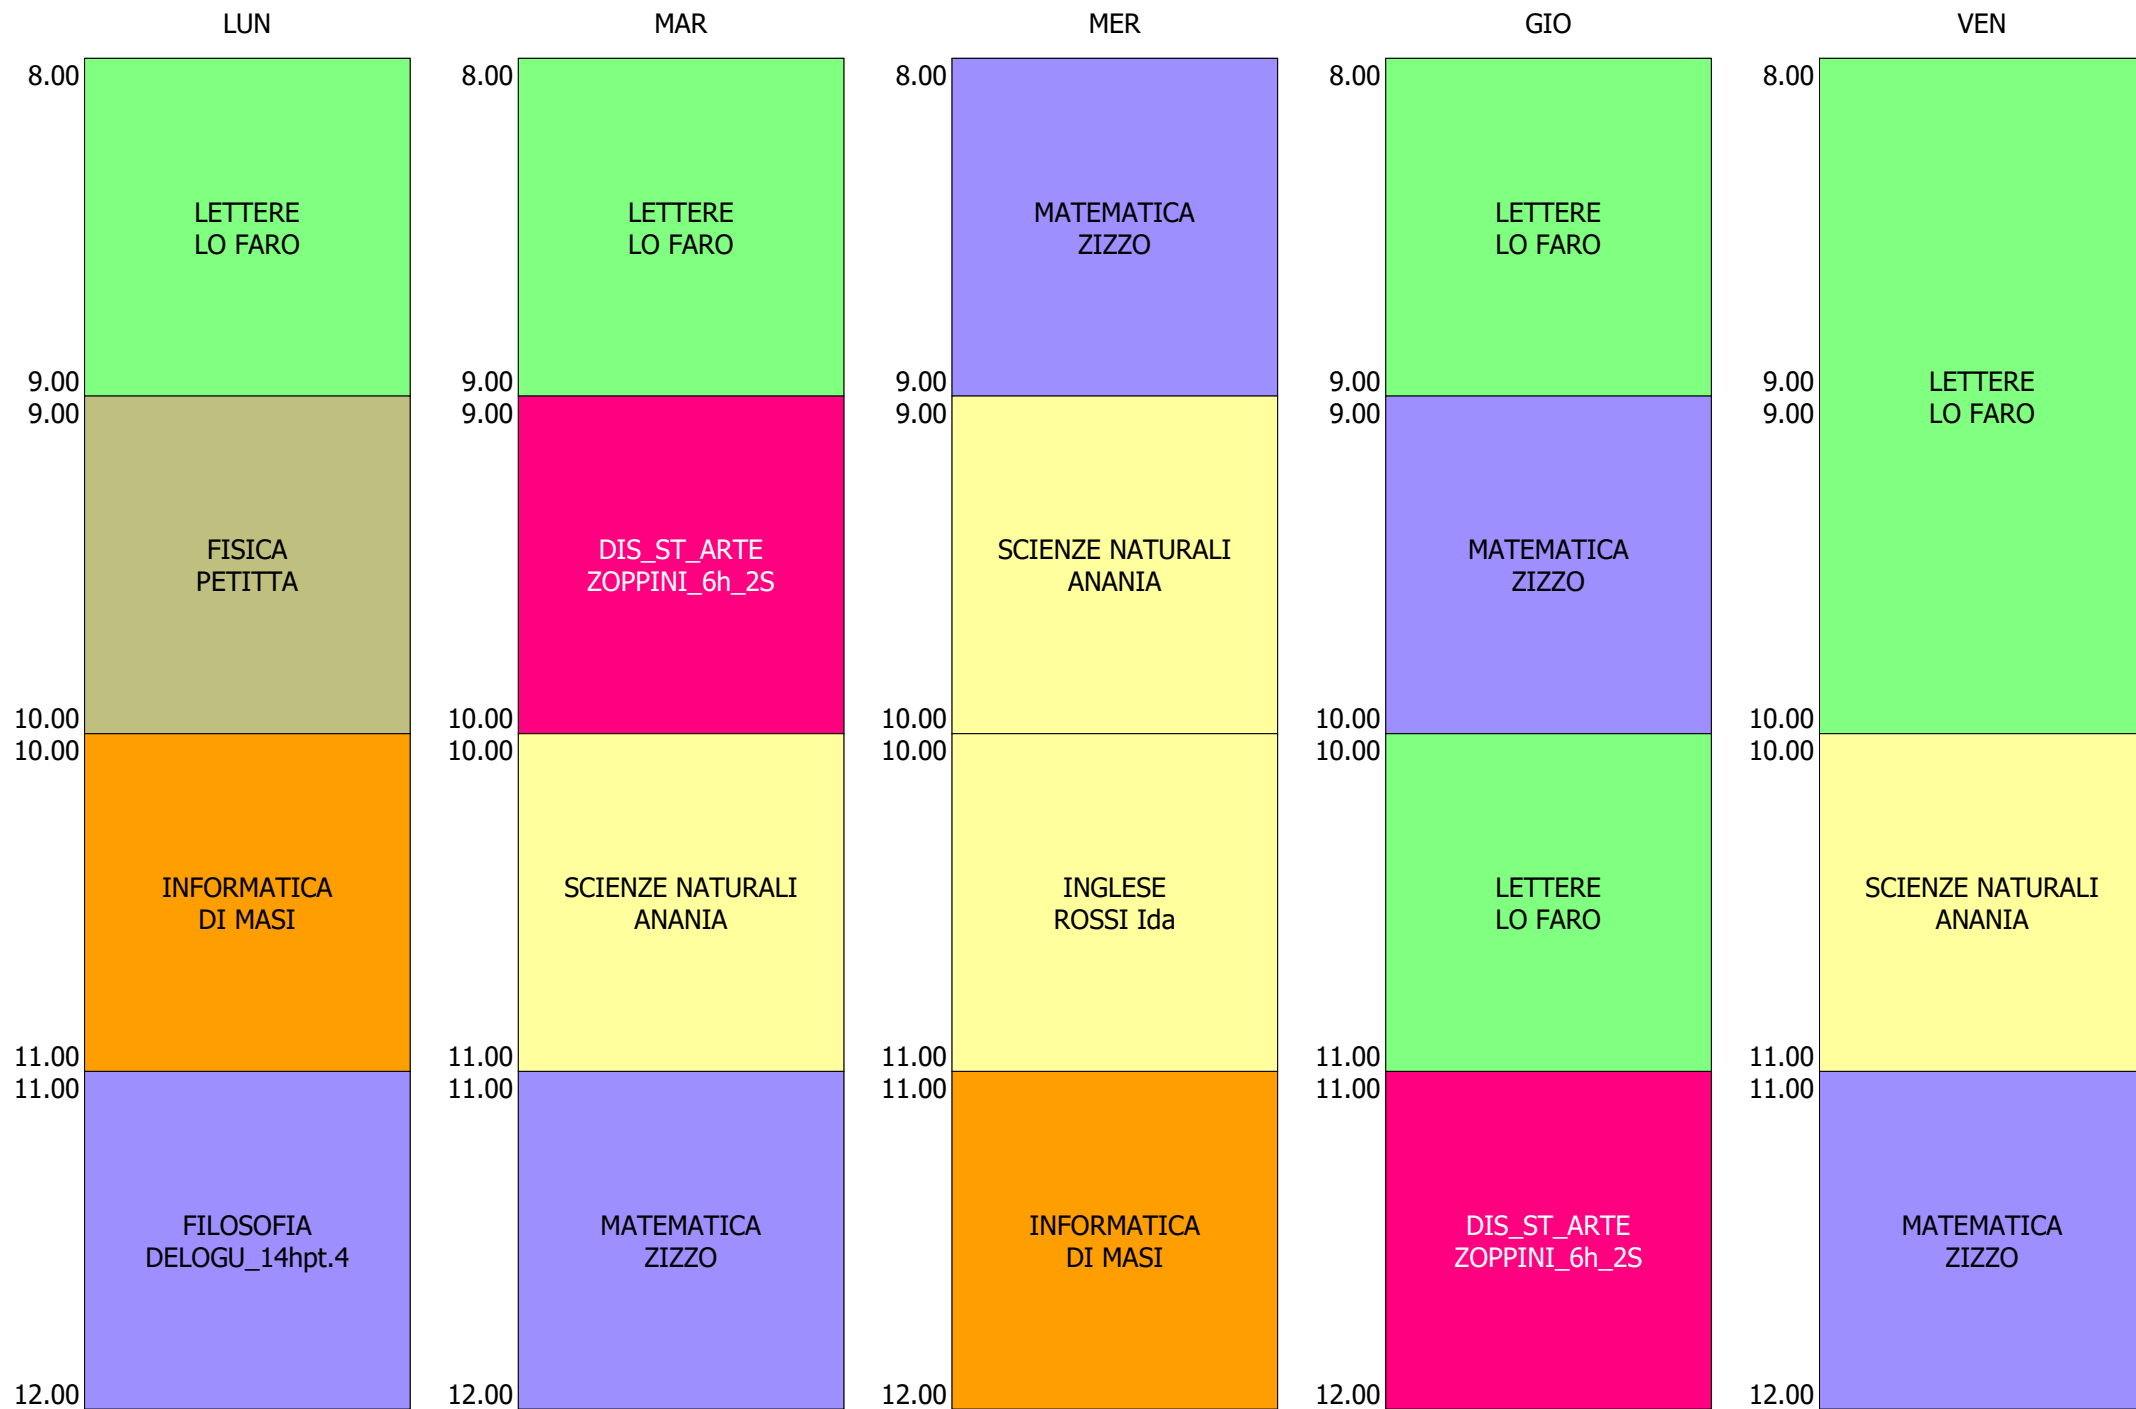 LUN MAR MER GIO VEN
8.00 8.00 8.00 8.00 8.00
LETTERE LETTERE MATEMATICA LETTERE
LO FARO LO FARO ZIZZO LO FARO
9.00 9.00 9.00 9.00 9.00 LETTERE
9.00 9.00 9.00 9.00 9.00 LO FARO
FISICA DIS_ST_ARTE SCIENZE NATURALI MATEMATICA
PETITTA ZOPPINI_6h_2S ANANIA ZIZZO
10.00 10.00 10.00 10.00 10.00
10.00 10.00 10.00 10.00 10.00
INFORMATICA SCIENZE NATURALI INGLESE LETTERE SCIENZE NATURALI
DI MASI ANANIA ROSSI Ida LO FARO ANANIA
11.00 11.00 11.00 11.00 11.00
11.00 11.00 11.00 11.00 11.00
FILOSOFIA MATEMATICA INFORMATICA DIS_ST_ARTE MATEMATICA
DELOGU_14hpt.4 ZIZZO DI MASI ZOPPINI_6h_2S ZIZZO
12.00 12.00 12.00 12.00 12.00